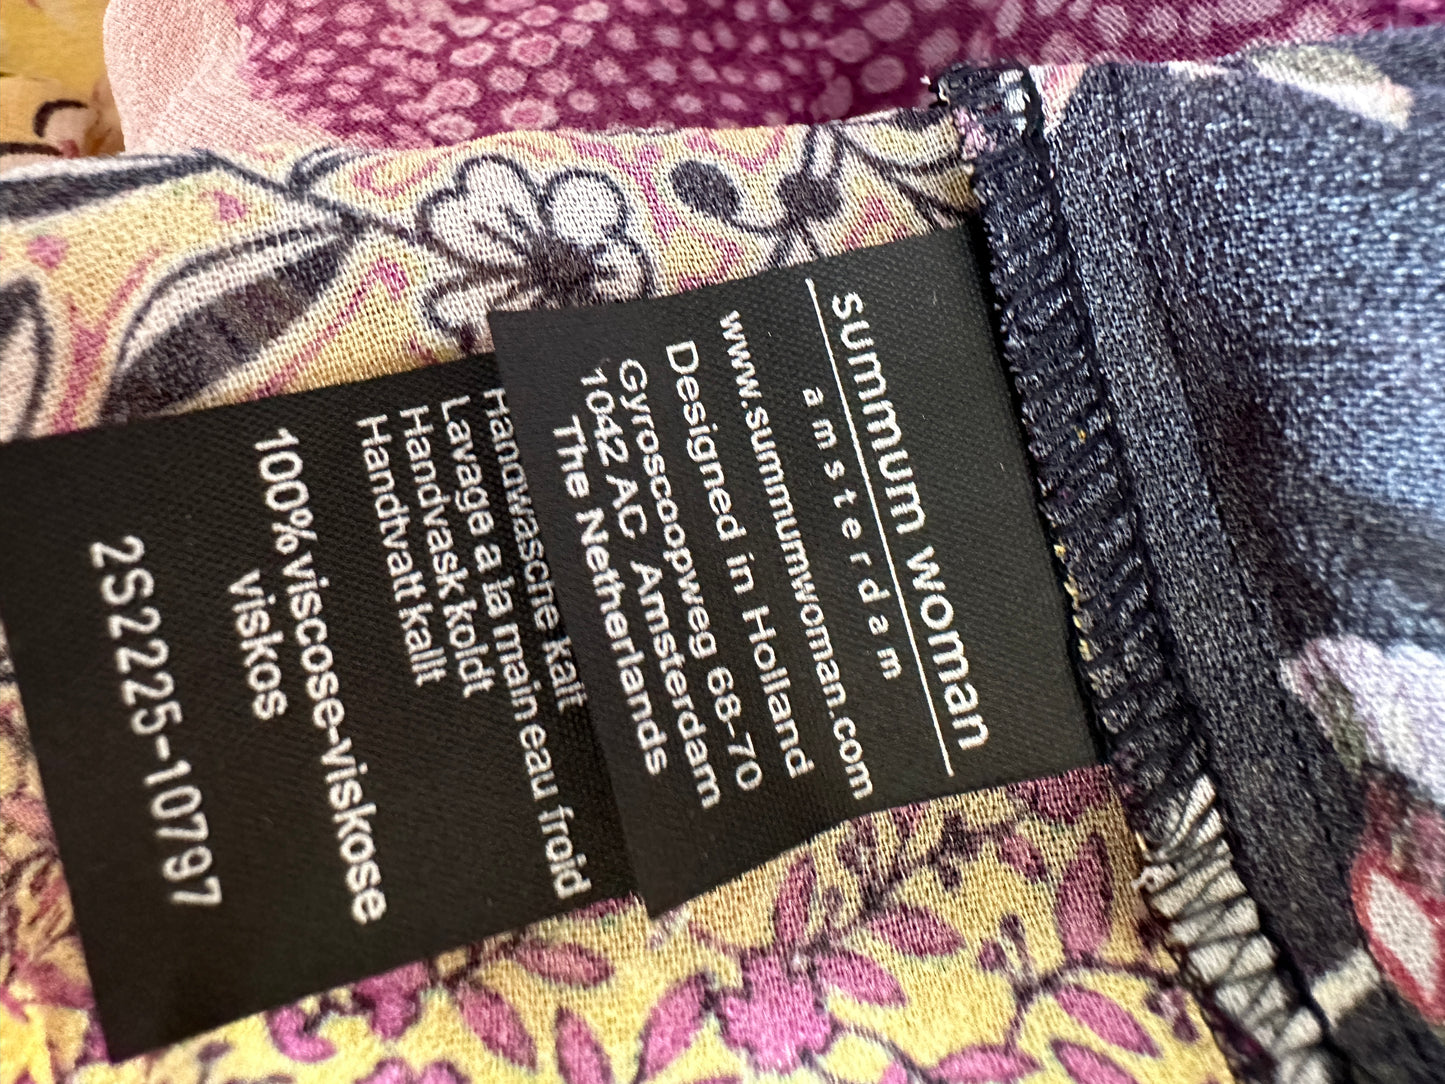 summum woman
amsterdam
www.summumwoman.com
Designed in Holland
Gyroscoopweg 68-70
1042 AC Amsterdam
The Netherlands
Handwäsche kalt
Lavage a la main eau froid
Handvask koldt
Handtvatt kallt
100% viscose-viskose
viskos
2S2225-10797